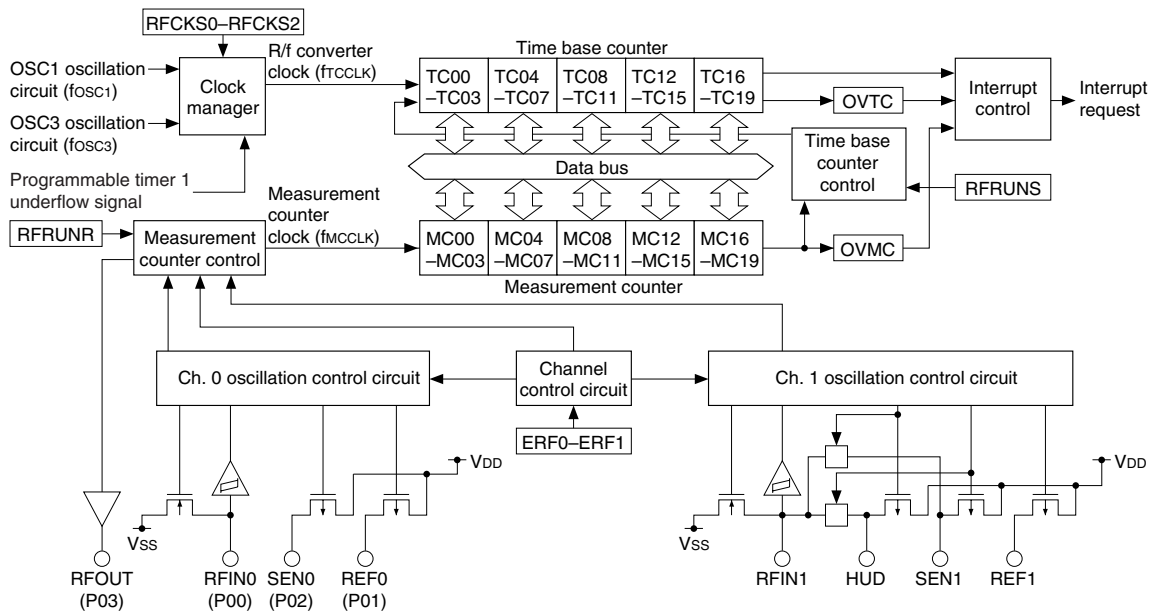 RFCKS0–RFCKS2
OSC1 oscillation
circuit (fOSC1)
OSC3 oscillation
circuit (fOSC3)
Clock
manager
R/f converter
clock (fTCCLK)
Programmable timer 1
underflow signal
Time base counter
TC00
–TC03
TC04
–TC07
TC08
–TC11
TC12
–TC15
TC16
–TC19
OVTC
Interrupt
control
Interrupt
request
Data bus
Time base
counter
control
RFRUNS
RFRUNR
Measurement
counter control
Measurement
counter
clock (fMCCLK)
MC00
–MC03
MC04
–MC07
MC08
–MC11
MC12
–MC15
MC16
–MC19
OVMC
Measurement counter
Ch. 0 oscillation control circuit
Channel
control circuit
Ch. 1 oscillation control circuit
ERF0–ERF1
VDD
VSS
VDD
VSS
RFOUT
(P03)
RFIN0
(P00)
SEN0
(P02)
REF0
(P01)
RFIN1
HUD
SEN1
REF1